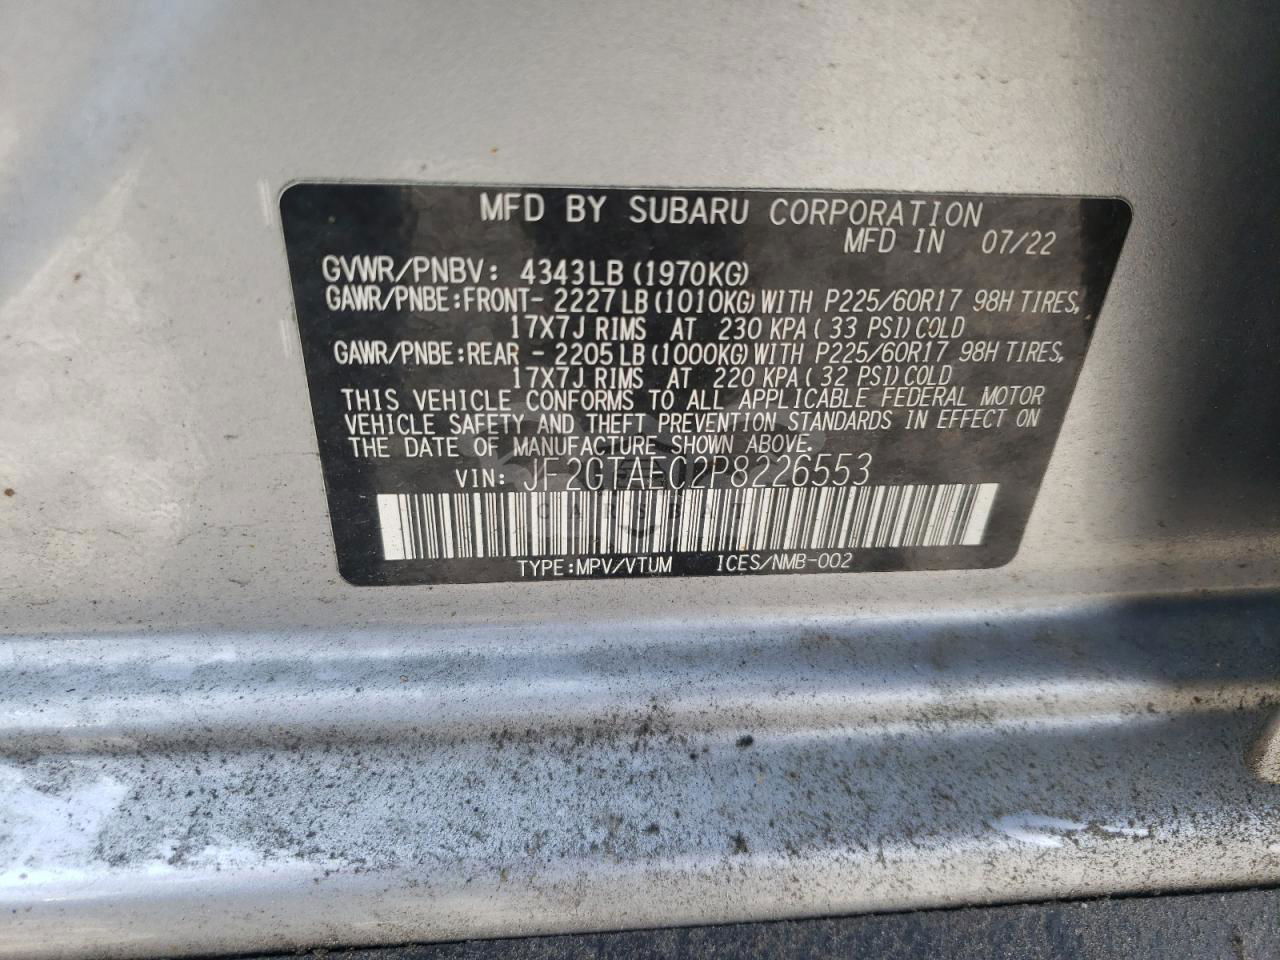 MFD BY SUBARU CORPORATION
MFD IN 07/22
GVWR/PNBV: 4343LB (1970KG)
GAWR/PNBE:FRONT- 2227LB(1010KG)WITH P225/60R17 98H TIRES,
17X7J RIMS AT 230 KPA( 33 PSI)COLD
GAWR/PNBE:REAR - 2205LB(1000KG)WITH P225/60R17 98H TIRES,
17X7J RIMS AT 220 KPA( 32 PSI)COLD
THIS VEHICLE CONFORMS TO ALL APPLICABLE FEDERAL MOTOR
VEHICLE SAFETY AND THEFT PREVENTION STANDARDS IN EFFECT ON
THE DATE OF MANUFACTURE SHOWN ABOVE.
VIN: JF2GTAEC2P8226553
CARSBAT
TYPE:MPV/VTUM ICES/NMB-002